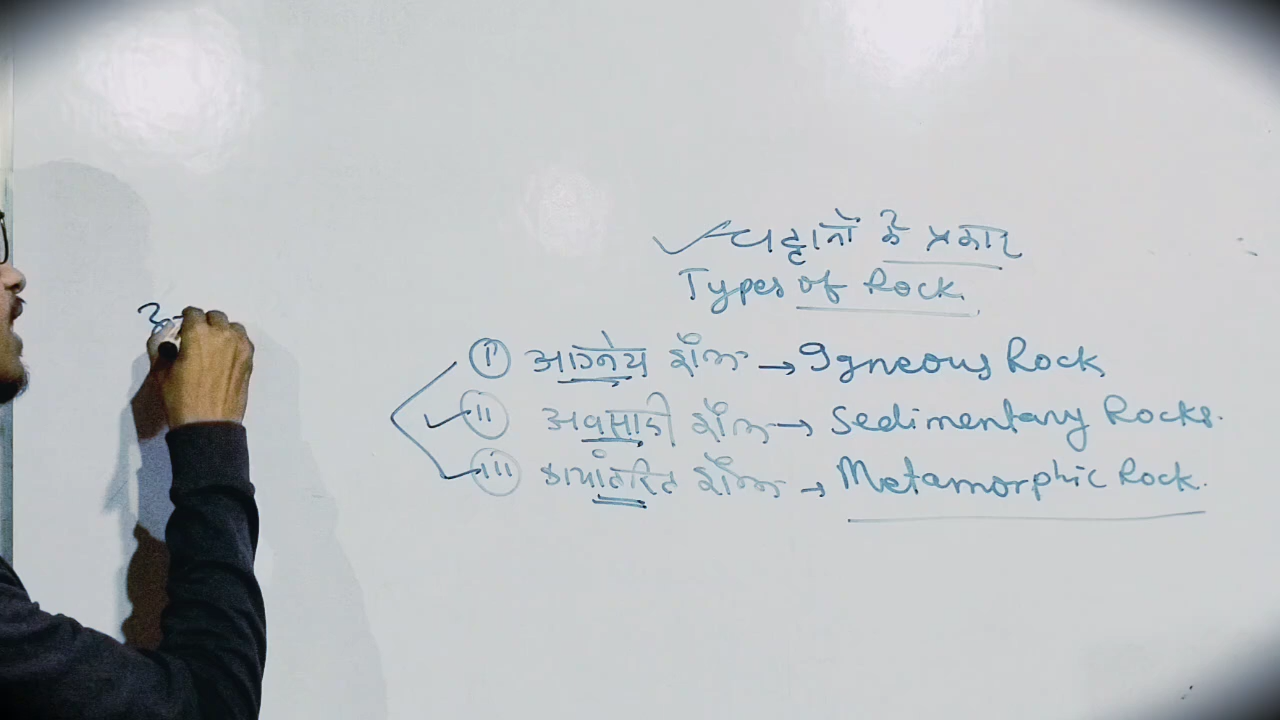 चट्टानों के प्रकार
Types of Rock.
(i) आग्नेय शैल → Igneous Rock
(ii) अवसादी शैल → Sedimentary Rocks.
(iii) कायांतरित शैल → Metamorphic Rock.